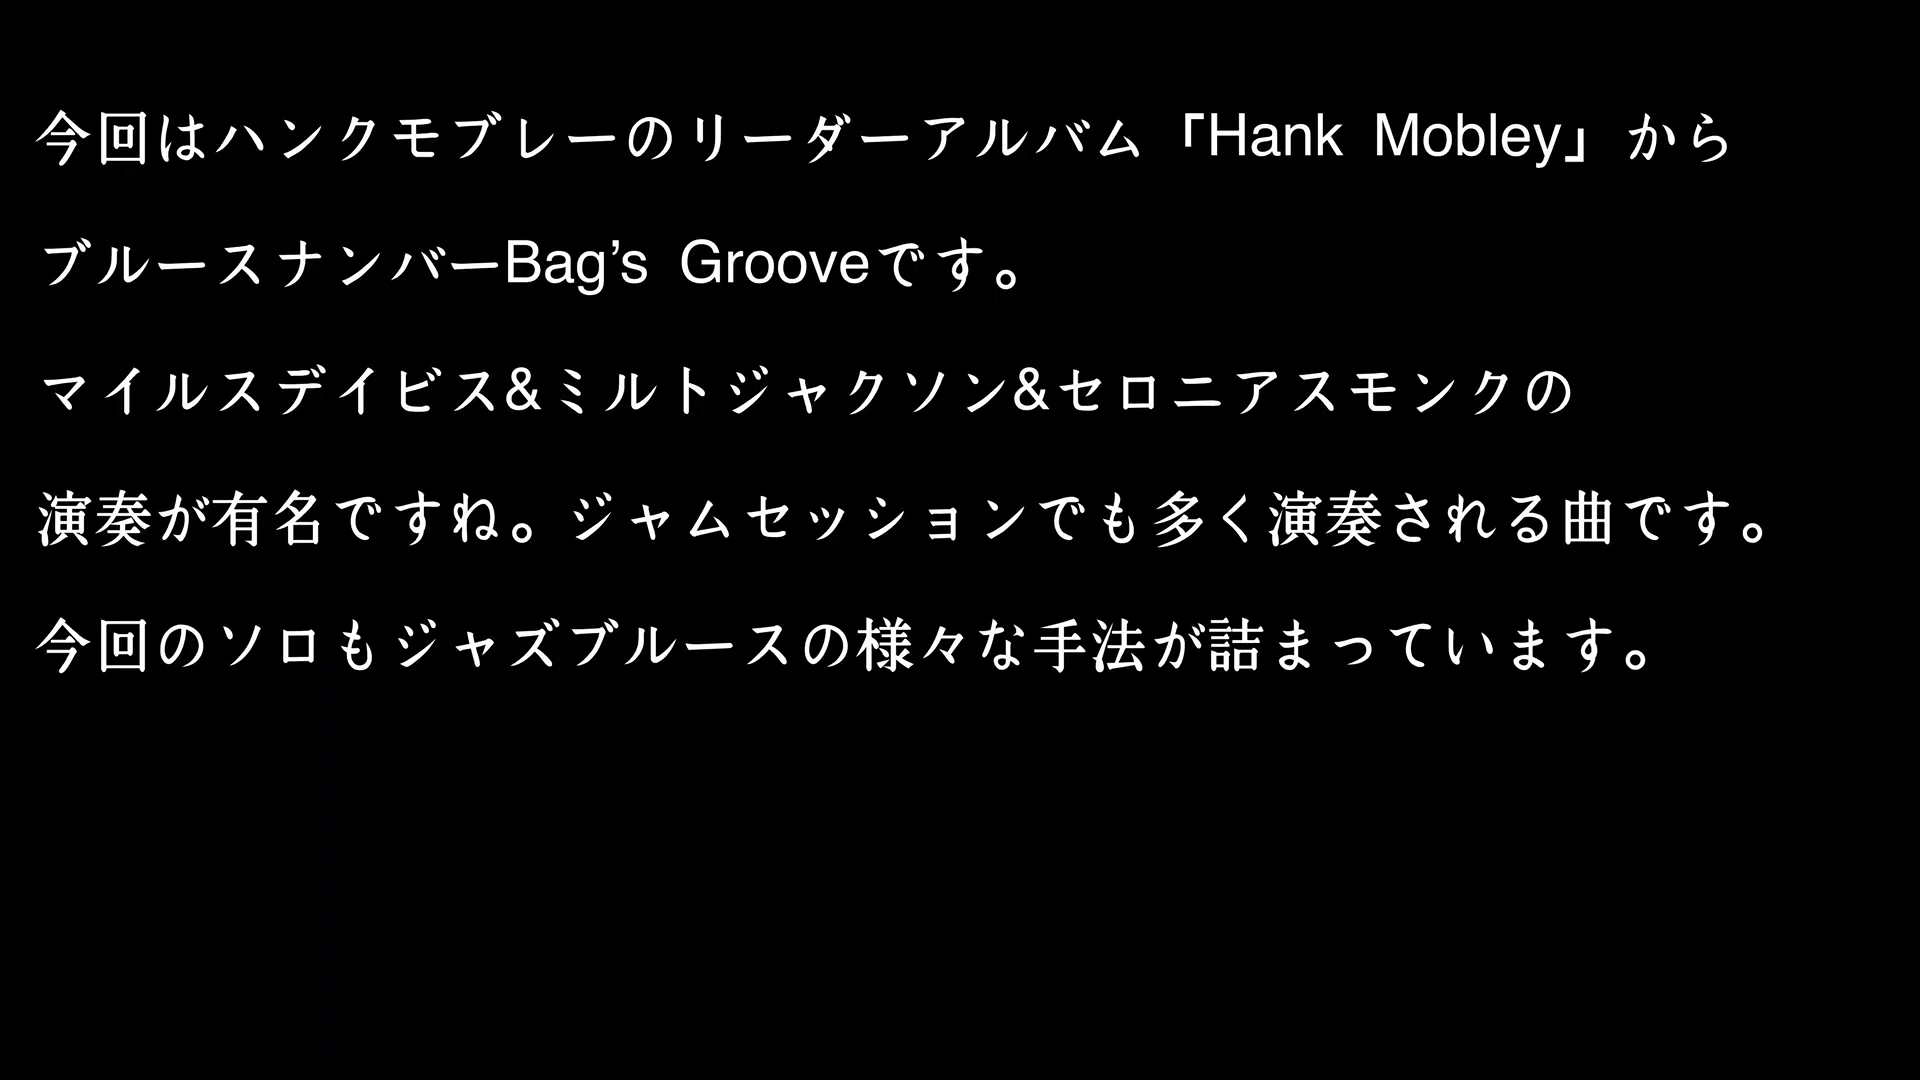 今回はハンクモブレーのリーダーアルバム「Hank Mobley」から
ブルースナンバーBag’s Grooveです。
マイルスデイビス&ミルトジャクソン&セロニアスモンクの
演奏が有名ですね。ジャムセッションでも多く演奏される曲です。
今回のソロもジャズブルースの様々な手法が詰まっています。